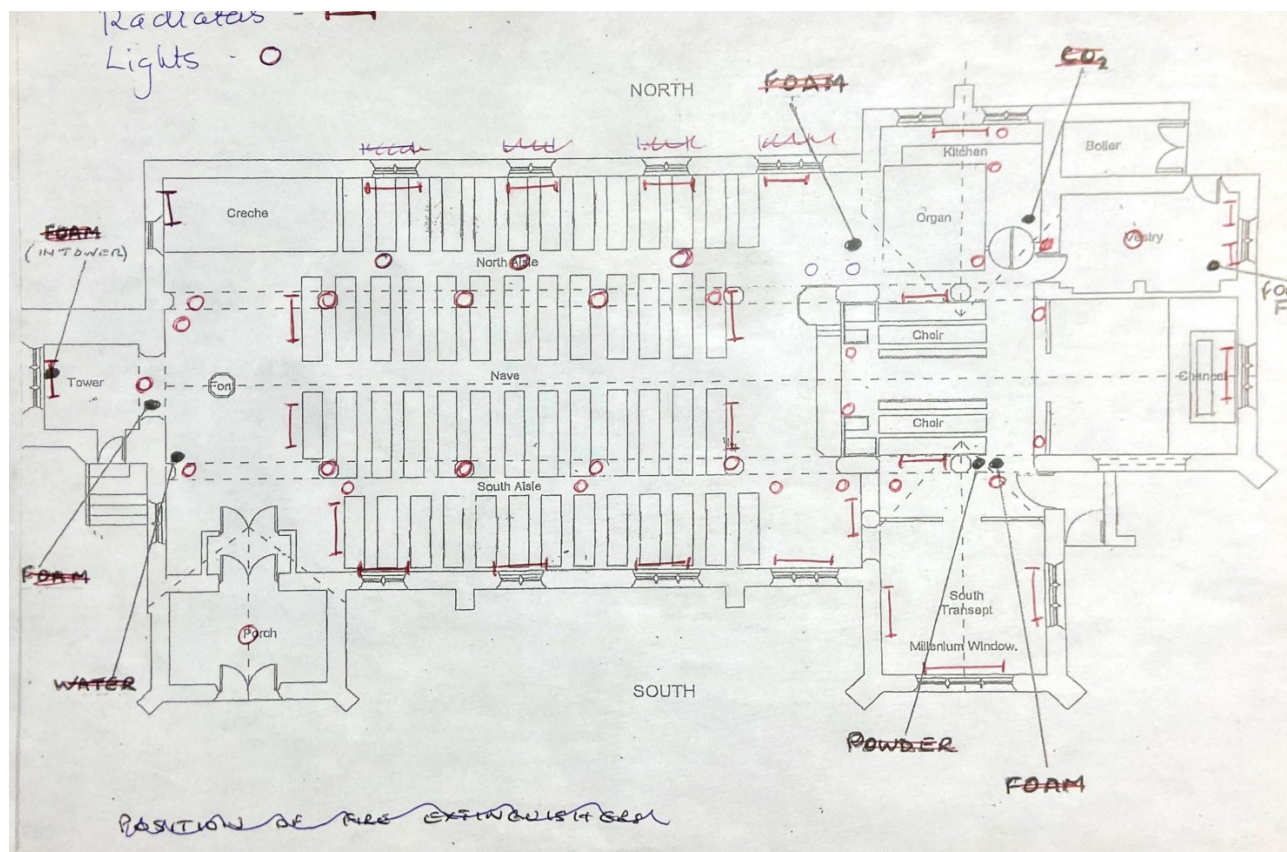 Radiators -
Lights -
NORTH
FOAM
CO₂
Kitchen
Boiler
Creche
Organ
Vestry
FOAM
(IN TOWER)
North Aisle
Choir
Tower
Font
Nave
Chancel
Choir
South Aisle
FOAM
South
Transept
Porch
Millenium Window.
WATER
SOUTH
POWDER
FOAM
POSITION OF FIRE EXTINGUISHERS